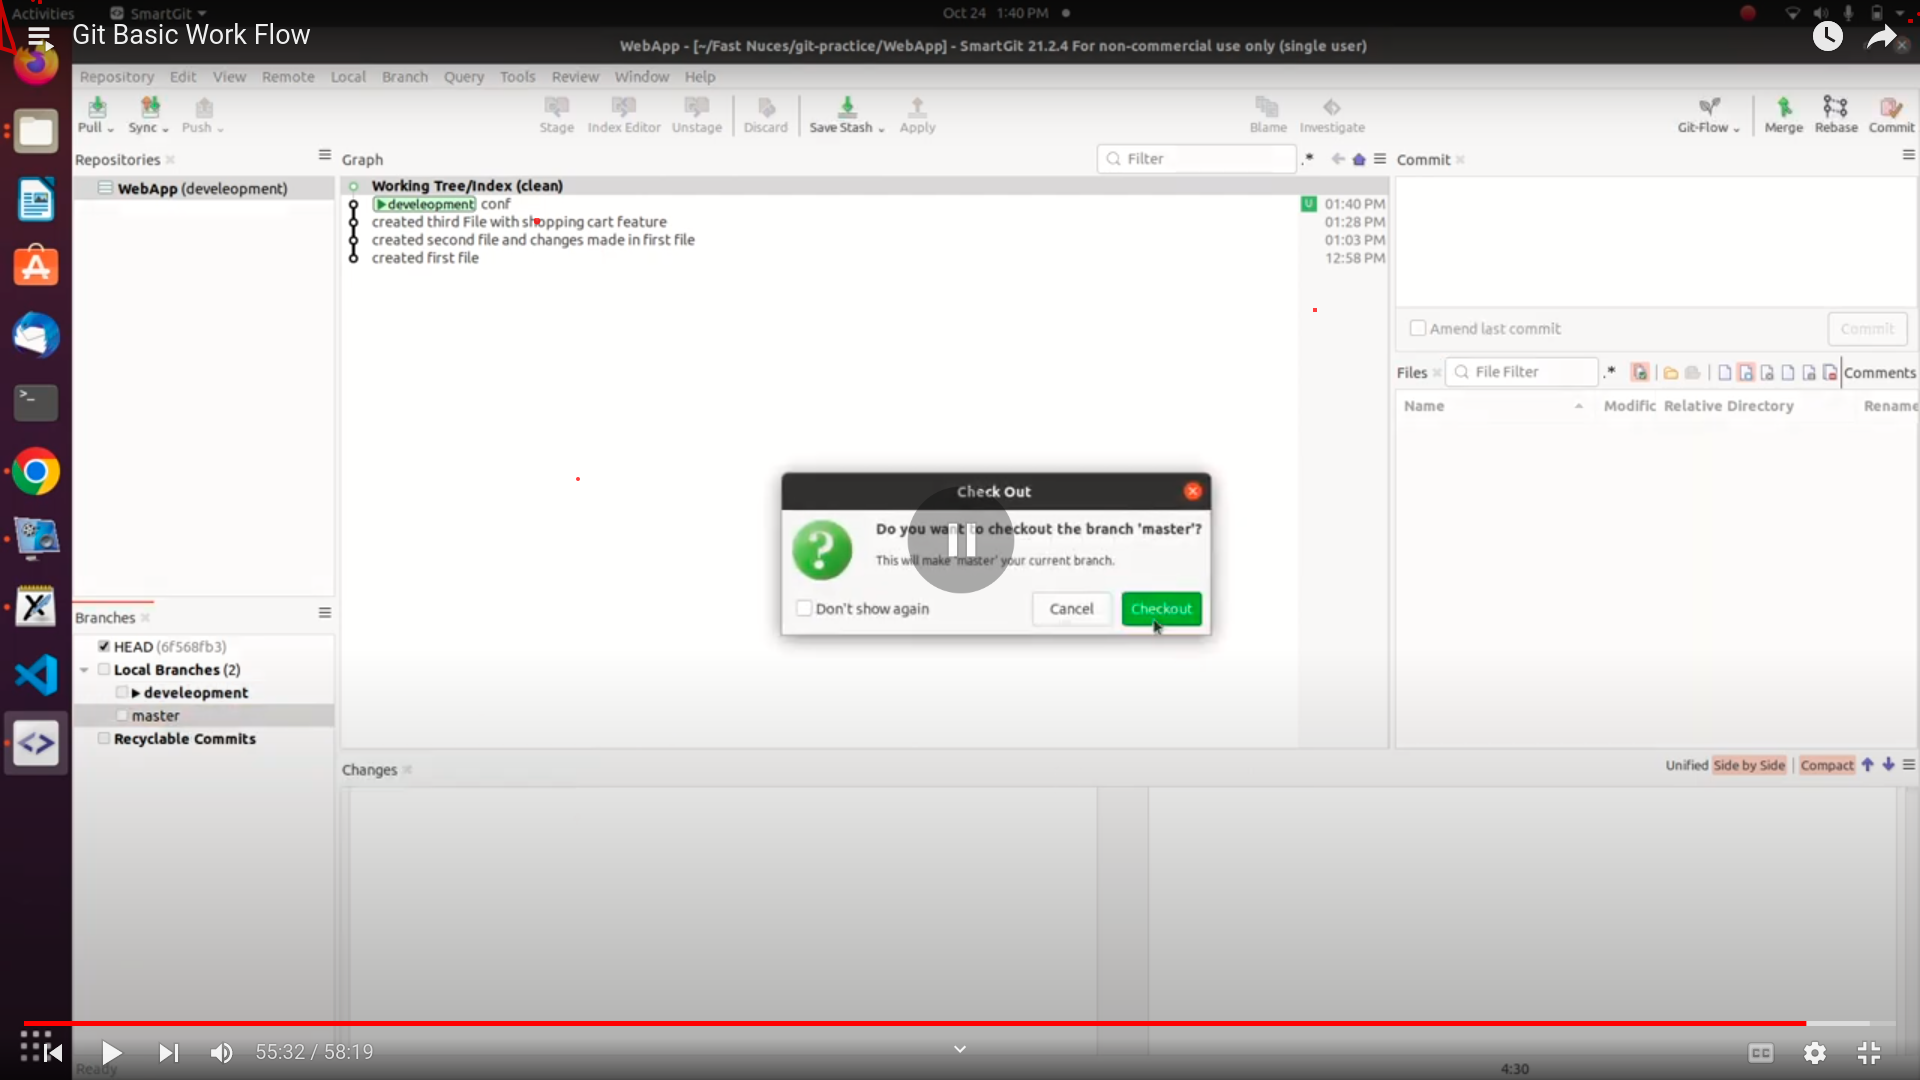 Activities SmartGit Oct 24 1:40 PM
Git Basic Work Flow
WebApp - [~/Fast Nuces/git-practice/WebApp] - SmartGit 21.2.4 For non-commercial use only (single user)
Repository Edit View Remote Local Branch Query Tools Review Window Help
Pull Sync Push Stage Index Editor Unstage Discard Save Stash Apply Blame Investigate Git-Flow Merge Rebase Commit
Repositories Graph Filter .* Commit
WebApp (develeopment)
Working Tree/Index (clean)
develeopment conf U 01:40 PM
created third File with shopping cart feature 01:28 PM
created second file and changes made in first file 01:03 PM
created first file 12:58 PM
Amend last commit Commit
Files File Filter .* Comments
Name Modific Relative Directory Rename
Check Out
Do you want to checkout the branch 'master'?
This will make 'master' your current branch.
Don't show again Cancel Checkout
Branches
HEAD (6f568fb3)
Local Branches (2)
develeopment
master
Recyclable Commits
Changes Unified Side by Side Compact
55:32 / 58:19 CC
Ready 4:30